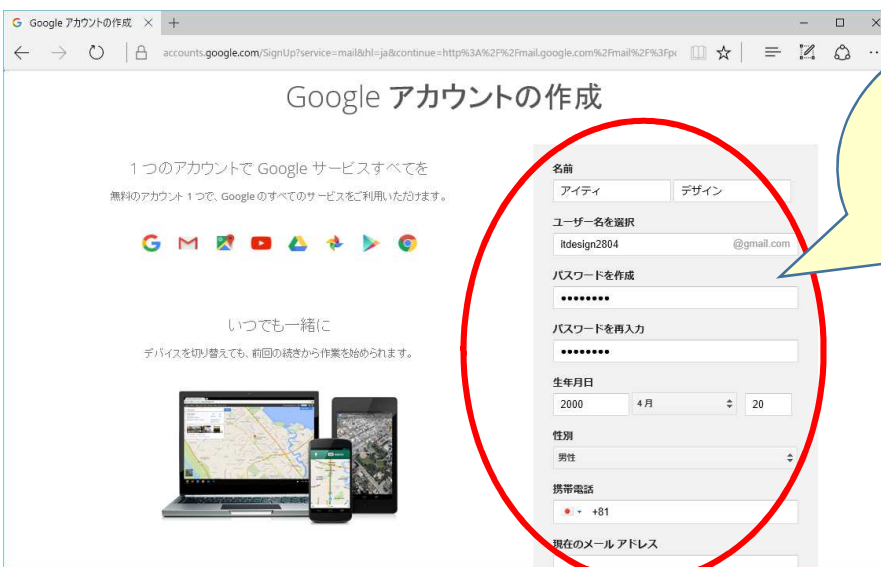 Google アカウントの作成
accounts.google.com/SignUp?service=mail&hl=ja&continue=http%3A%2F%2Fmail.google.com%2Fmail%2F%3Fpc
Google アカウントの作成
1 つのアカウントで Google サービスすべてを
無料のアカウント 1 つで、Google のすべてのサービスをご利用いただけます。
いつでも一緒に
デバイスを切り替えても、前回の続きから作業を始められます。
名前
アイティ デザイン
ユーザー名を選択
itdesign2804 @gmail.com
パスワードを作成
••••••••
パスワードを再入力
••••••••
生年月日
2000 4 月 20
性別
男性
携帯電話
+81
現在のメール アドレス